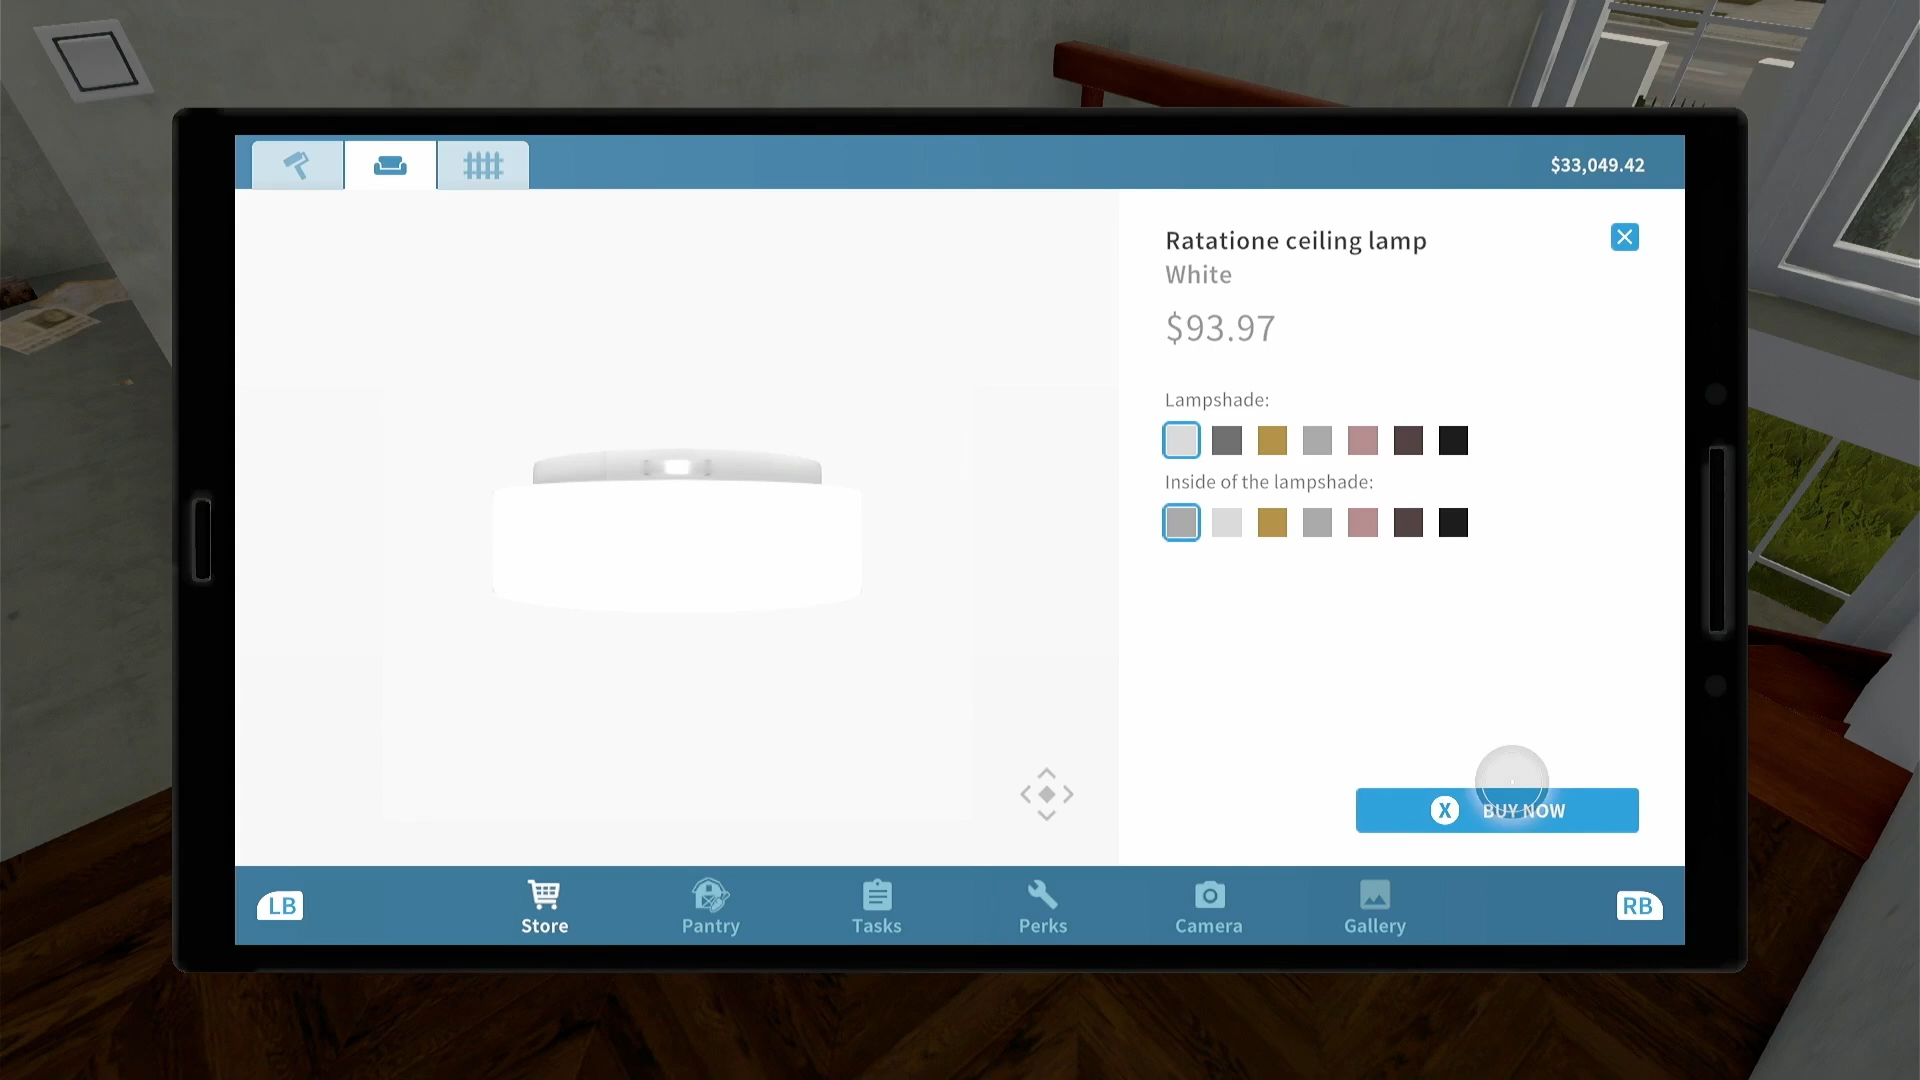 $33,049.42
Ratatione ceiling lamp
White
$93.97
Lampshade:
Inside of the lampshade:
X BUY NOW
LB
Store
Pantry
Tasks
Perks
Camera
Gallery
RB